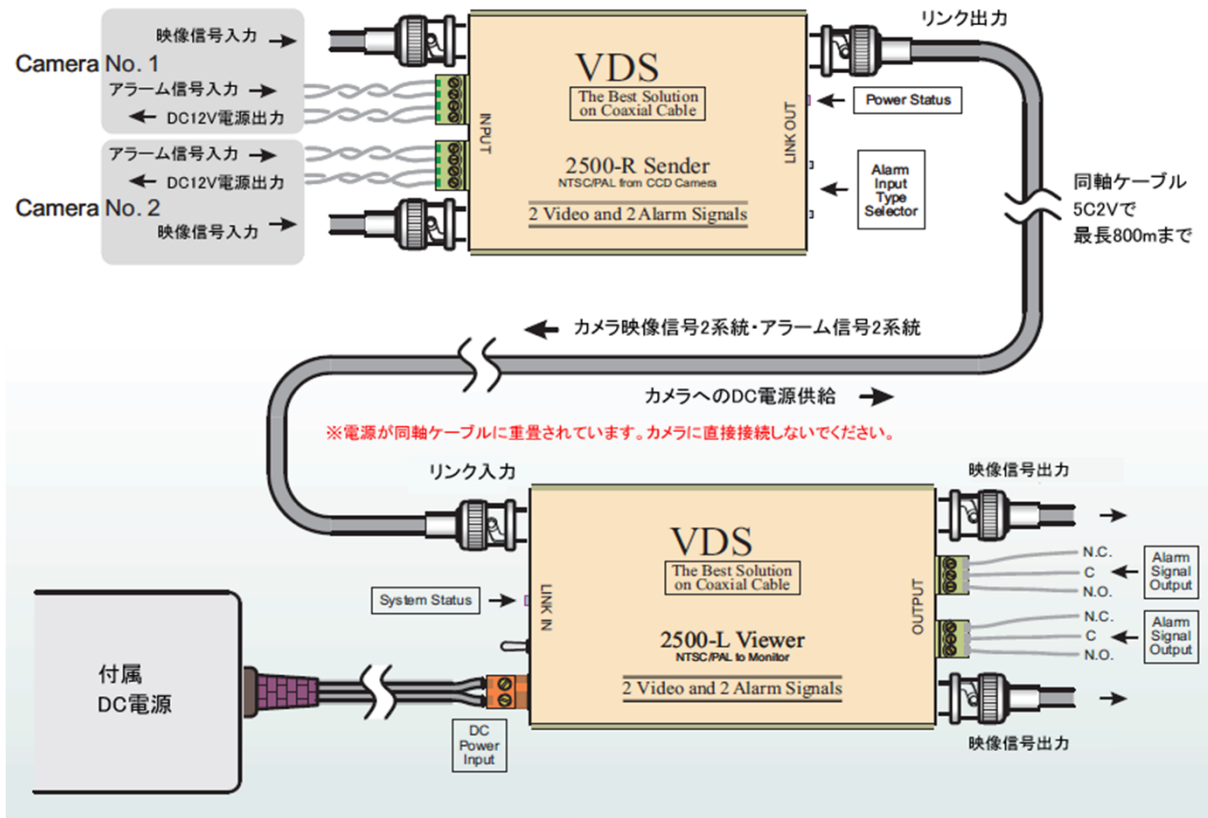 リンク出力
映像信号入力
Camera No. 1
アラーム信号入力
DC12V電源出力
アラーム信号入力
DC12V電源出力
Camera No. 2
映像信号入力
INPUT
VDS
The Best Solution
on Coaxial Cable
2500-R Sender
NTSC/PAL from CCD Camera
2 Video and 2 Alarm Signals
LINK OUT
Power Status
Alarm
Input
Type
Selector
同軸ケーブル
5C2Vで
最長800mまで
カメラ映像信号2系統・アラーム信号2系統
カメラへのDC電源供給
※電源が同軸ケーブルに重畳されています。カメラに直接接続しないでください。
リンク入力
映像信号出力
System Status
LINK IN
VDS
The Best Solution
on Coaxial Cable
2500-L Viewer
NTSC/PAL to Monitor
2 Video and 2 Alarm Signals
OUTPUT
N.C.
C
N.O.
Alarm
Signal
Output
N.C.
C
N.O.
Alarm
Signal
Output
付属
DC電源
DC
Power
Input
映像信号出力